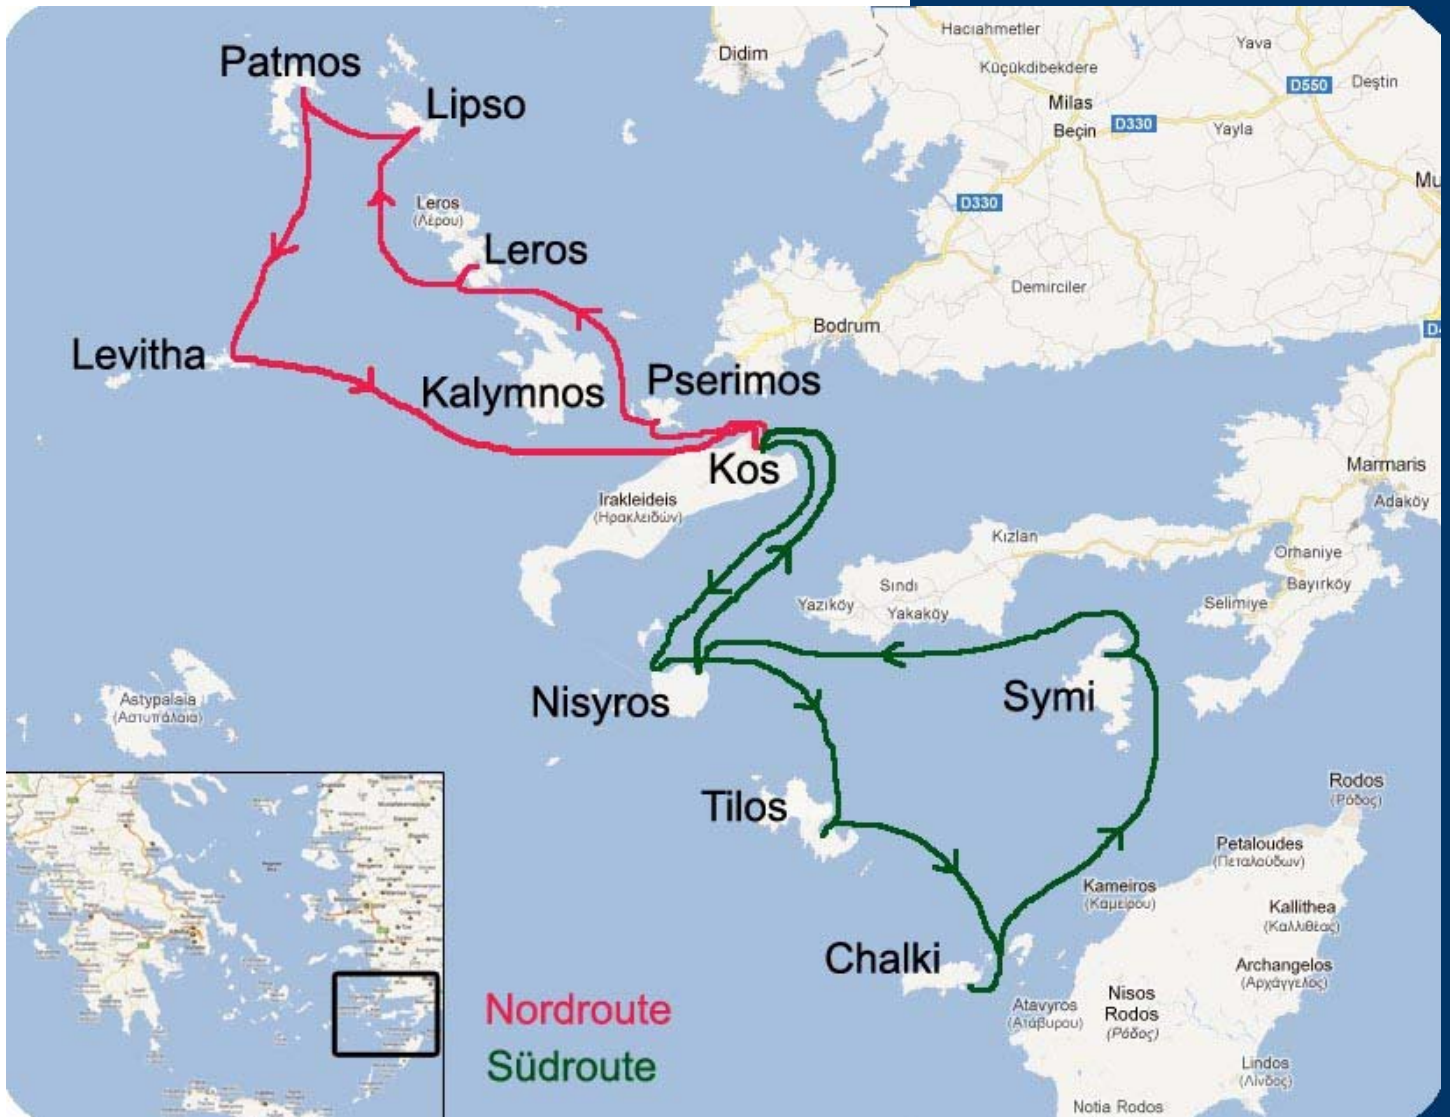 Patmos
Lipso
Didim
Hacıahmetler
Küçükdibekdere
Yava
D550
Deştin
Milas
Beçin
D330
Yayla
Mu
D330
Leros
(Λέρου)
Leros
Demirciler
Bodrum
Levitha
Kalymnos
Pserimos
Kos
Irakleideis
(Ηρακλειδών)
Marmaris
Adaköy
Kızlan
Orhaniye
Bayırköy
Sındı
Yazıköy
Yakaköy
Selimiye
Nisyros
Symi
Astypalaia
(Αστυπάλαια)
Tilos
Rodos
(Ρόδος)
Petaloudes
(Πεταλούδων)
Kameiros
(Καμείρου)
Kallithea
(Καλλιθέας)
Chalki
Archangelos
(Αρχάγγελος)
Atavyros
(Ατάβυρου)
Nisos
Rodos
(Ρόδος)
Nordroute
Südroute
Lindos
(Λίνδος)
Notia Rodos